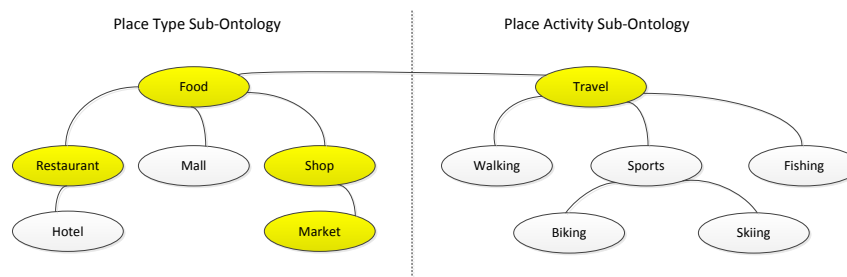 Place Type Sub-Ontology
Place Activity Sub-Ontology
Food
Travel
Restaurant
Mall
Shop
Walking
Sports
Fishing
Hotel
Market
Biking
Skiing